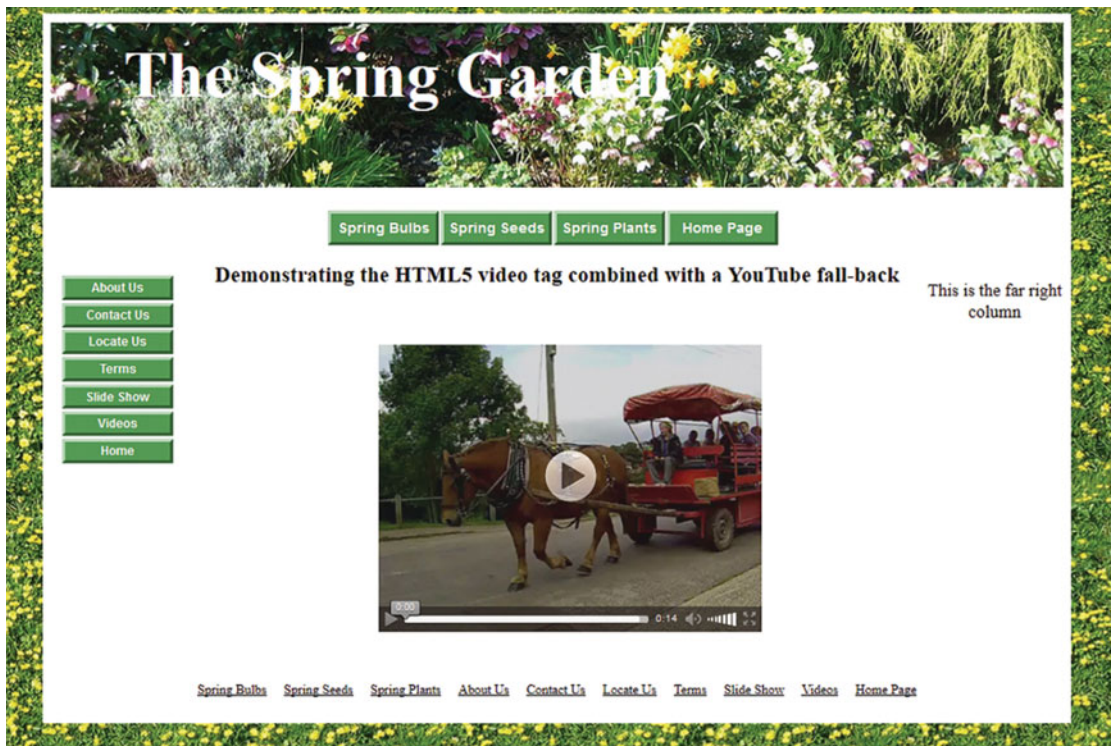 The Spring Garden
Spring Bulbs Spring Seeds Spring Plants Home Page
Demonstrating the HTML5 video tag combined with a YouTube fall-back
This is the far right
column
About Us
Contact Us
Locate Us
Terms
Slide Show
Videos
Home
0:00
0:14
Spring Bulbs Spring Seeds Spring Plants About Us Contact Us Locate Us Terms Slide Show Videos Home Page